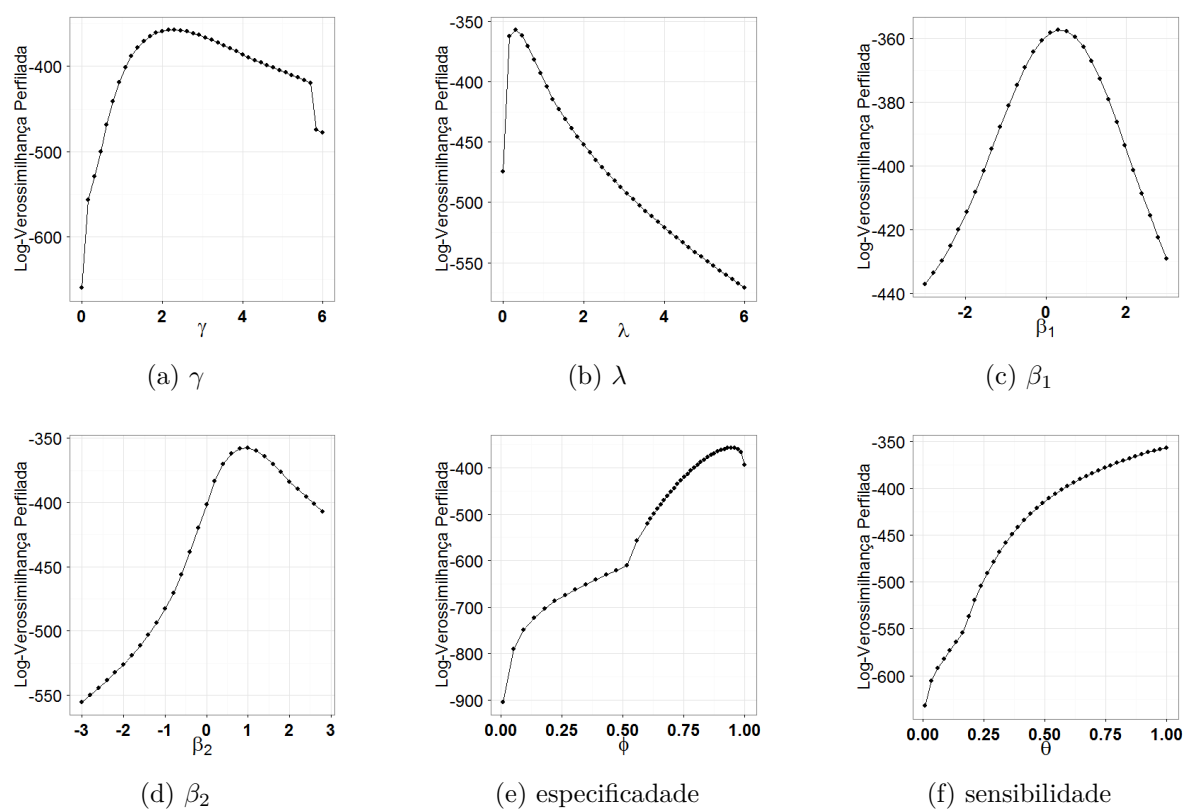 Log-Verossimilhança Perfilada
-400
-500
-600
0 2 4 6
γ
(a) γ
Log-Verossimilhança Perfilada
-350
-400
-450
-500
-550
0 2 4 6
λ
(b) λ
Log-Verossimilhança Perfilada
-360
-380
-400
-420
-440
-2 0 2
β1
(c) β1
Log-Verossimilhança Perfilada
-350
-400
-450
-500
-550
-3 -2 -1 0 1 2 3
β2
(d) β2
Log-Verossimilhança Perfilada
-400
-500
-600
-700
-800
-900
0.00 0.25 0.50 0.75 1.00
ϕ
(e) especificadade
Log-Verossimilhança Perfilada
-350
-400
-450
-500
-550
-600
0.00 0.25 0.50 0.75 1.00
θ
(f) sensibilidade